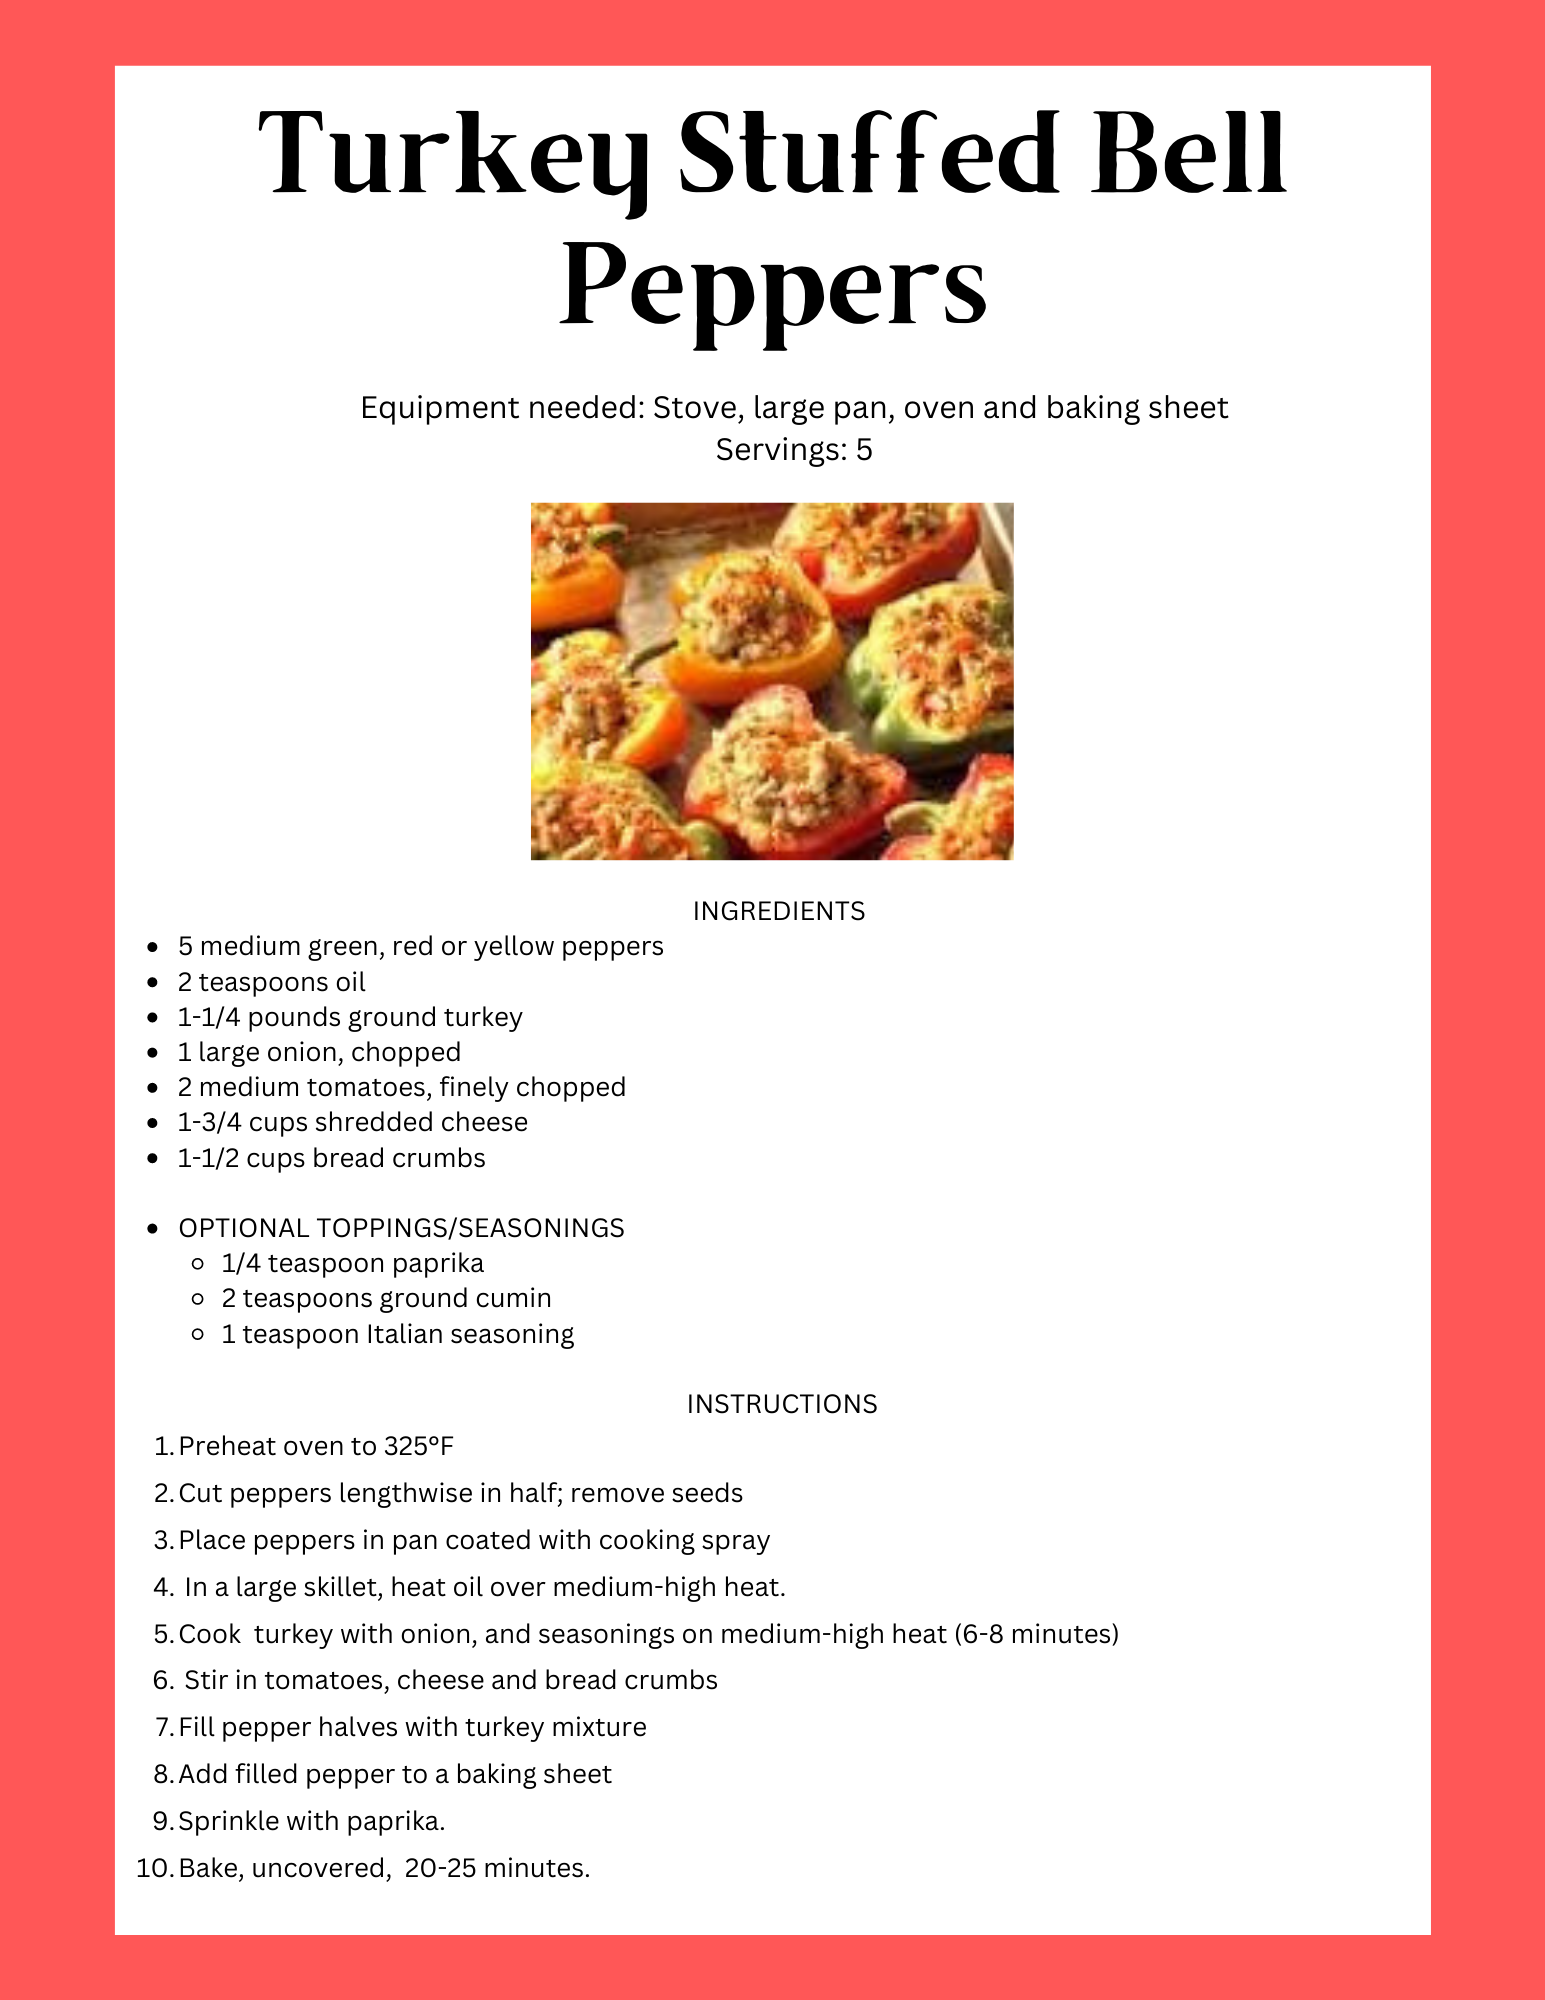 Turkey Stuffed Bell
Peppers
Equipment needed: Stove, large pan, oven and baking sheet
Servings: 5
INGREDIENTS
• 5 medium green, red or yellow peppers
• 2 teaspoons oil
• 1-1/4 pounds ground turkey
• 1 large onion, chopped
• 2 medium tomatoes, finely chopped
• 1-3/4 cups shredded cheese
• 1-1/2 cups bread crumbs
• OPTIONAL TOPPINGS/SEASONINGS
◦ 1/4 teaspoon paprika
◦ 2 teaspoons ground cumin
◦ 1 teaspoon Italian seasoning
INSTRUCTIONS
1. Preheat oven to 325°F
2. Cut peppers lengthwise in half; remove seeds
3. Place peppers in pan coated with cooking spray
4. In a large skillet, heat oil over medium-high heat.
5. Cook  turkey with onion, and seasonings on medium-high heat (6-8 minutes)
6. Stir in tomatoes, cheese and bread crumbs
7. Fill pepper halves with turkey mixture
8. Add filled pepper to a baking sheet
9. Sprinkle with paprika.
10. Bake, uncovered,  20-25 minutes.